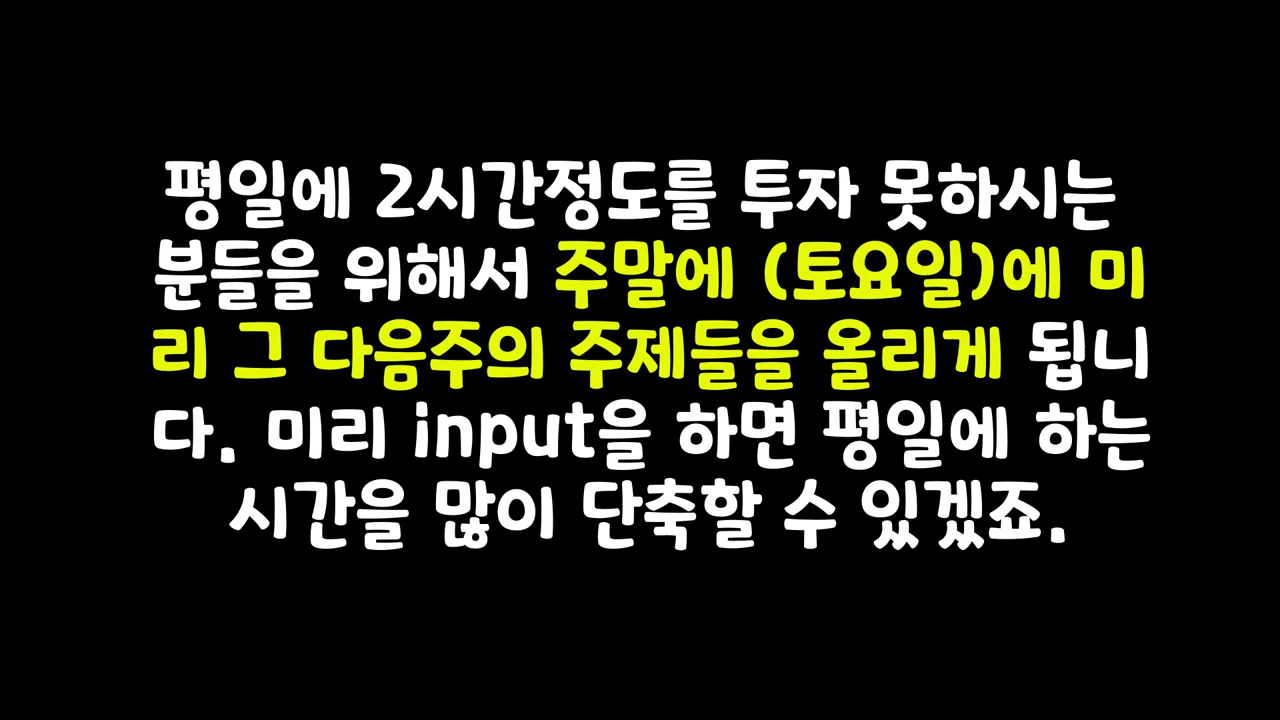 평일에 2시간정도를 투자 못하시는
분들을 위해서 주말에 (토요일)에 미
리 그 다음주의 주제들을 올리게 됩니
다. 미리 input을 하면 평일에 하는
시간을 많이 단축할 수 있겠죠.